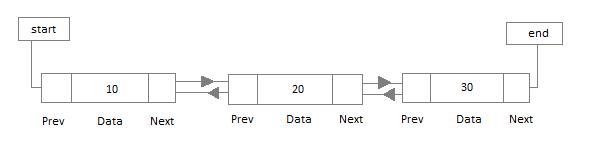 start
end
10
20
30
Prev Data Next
Prev Data Next
Prev Data Next